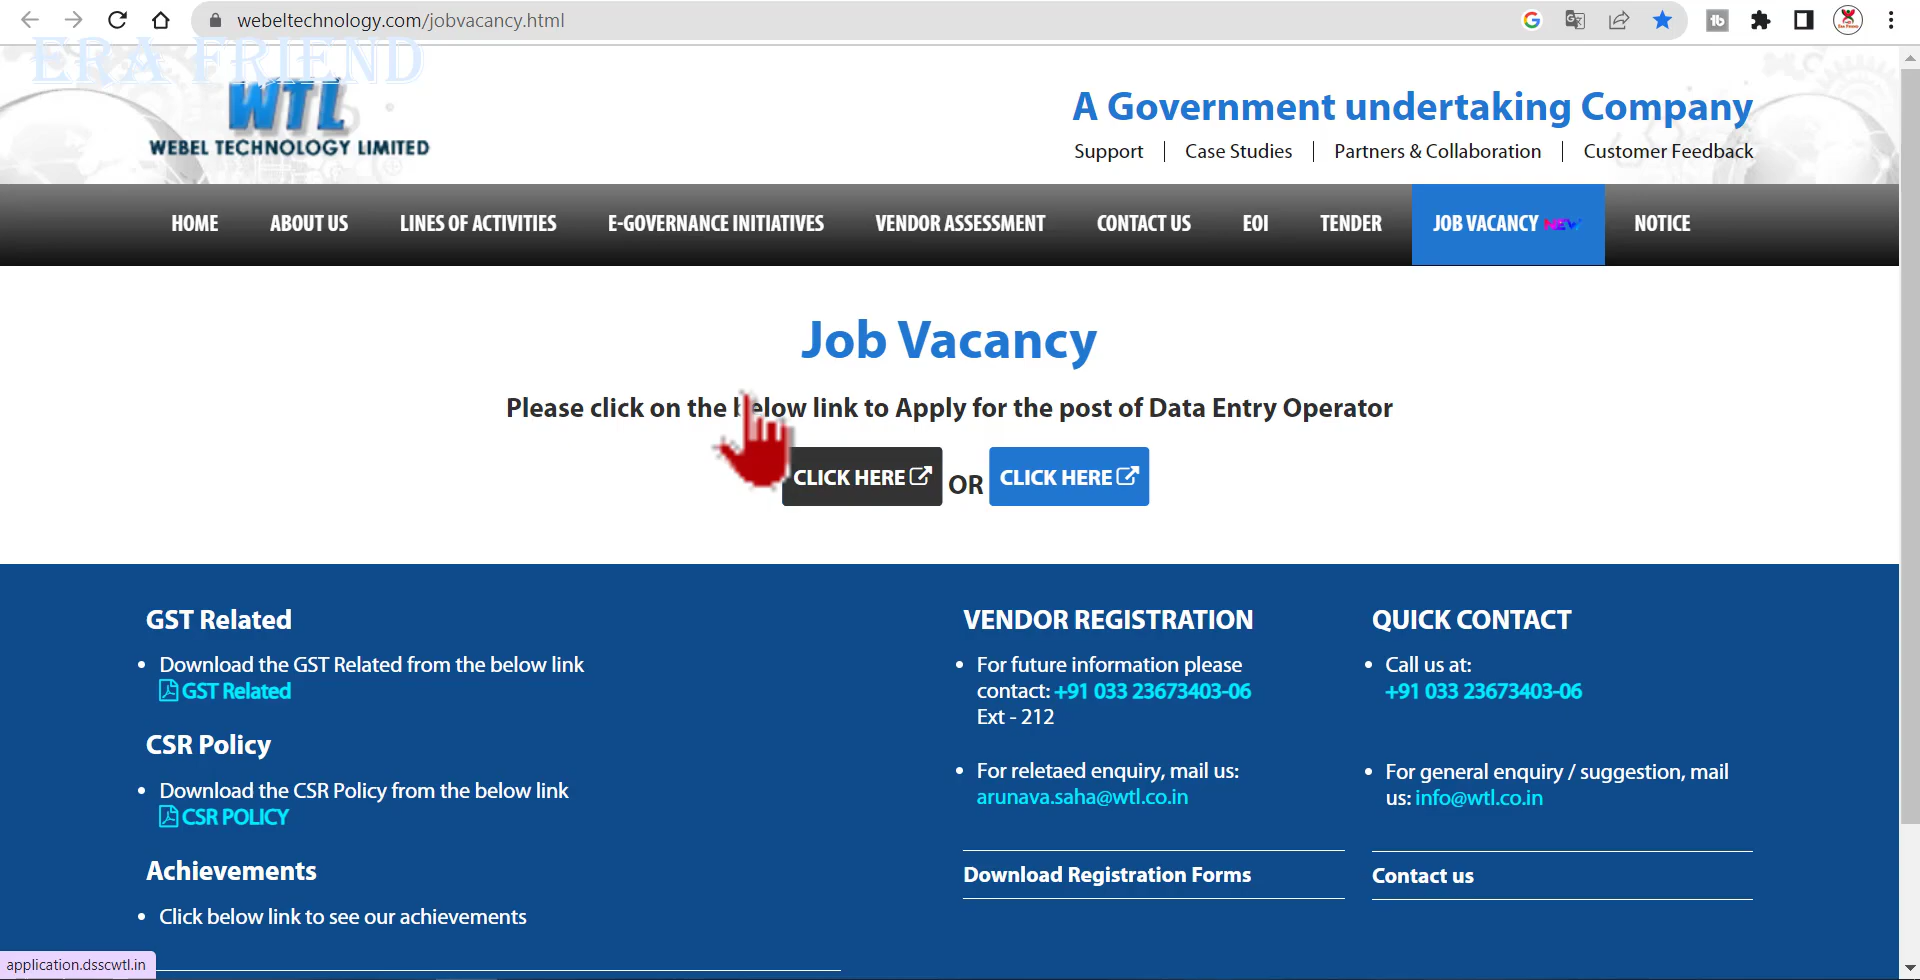 webeltechnology.com/jobvacancy.html
ERA FRIEND
WTL
WEBEL TECHNOLOGY LIMITED
A Government undertaking Company
Support | Case Studies | Partners & Collaboration | Customer Feedback
HOME ABOUT US LINES OF ACTIVITIES E-GOVERNANCE INITIATIVES VENDOR ASSESSMENT CONTACT US EOI TENDER JOB VACANCY NEW NOTICE
Job Vacancy
Please click on the below link to Apply for the post of Data Entry Operator
CLICK HERE OR CLICK HERE
GST Related
Download the GST Related from the below link
GST Related
CSR Policy
Download the CSR Policy from the below link
CSR POLICY
Achievements
Click below link to see our achievements
VENDOR REGISTRATION
For future information please
contact: +91 033 23673403-06
Ext - 212
For reletaed enquiry, mail us:
arunava.saha@wtl.co.in
Download Registration Forms
QUICK CONTACT
Call us at:
+91 033 23673403-06
For general enquiry / suggestion, mail
us: info@wtl.co.in
Contact us
application.dsscwtl.in